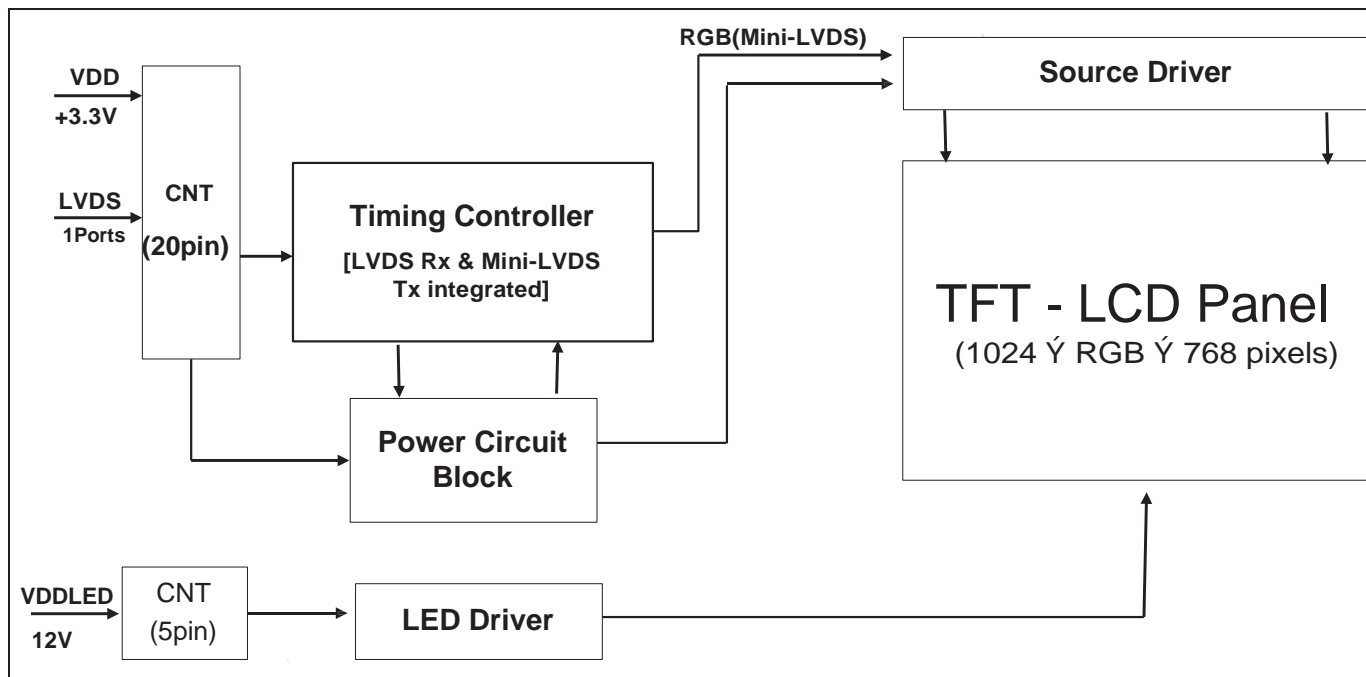 RGB(Mini-LVDS)
Source Driver
VDD
+3.3V
LVDS
1Ports
CNT
(20pin)
Timing Controller
[LVDS Rx & Mini-LVDS
Tx integrated]
TFT - LCD Panel
(1024 Ý RGB Ý 768 pixels)
Power Circuit
Block
VDDLED
12V
CNT
(5pin)
LED Driver